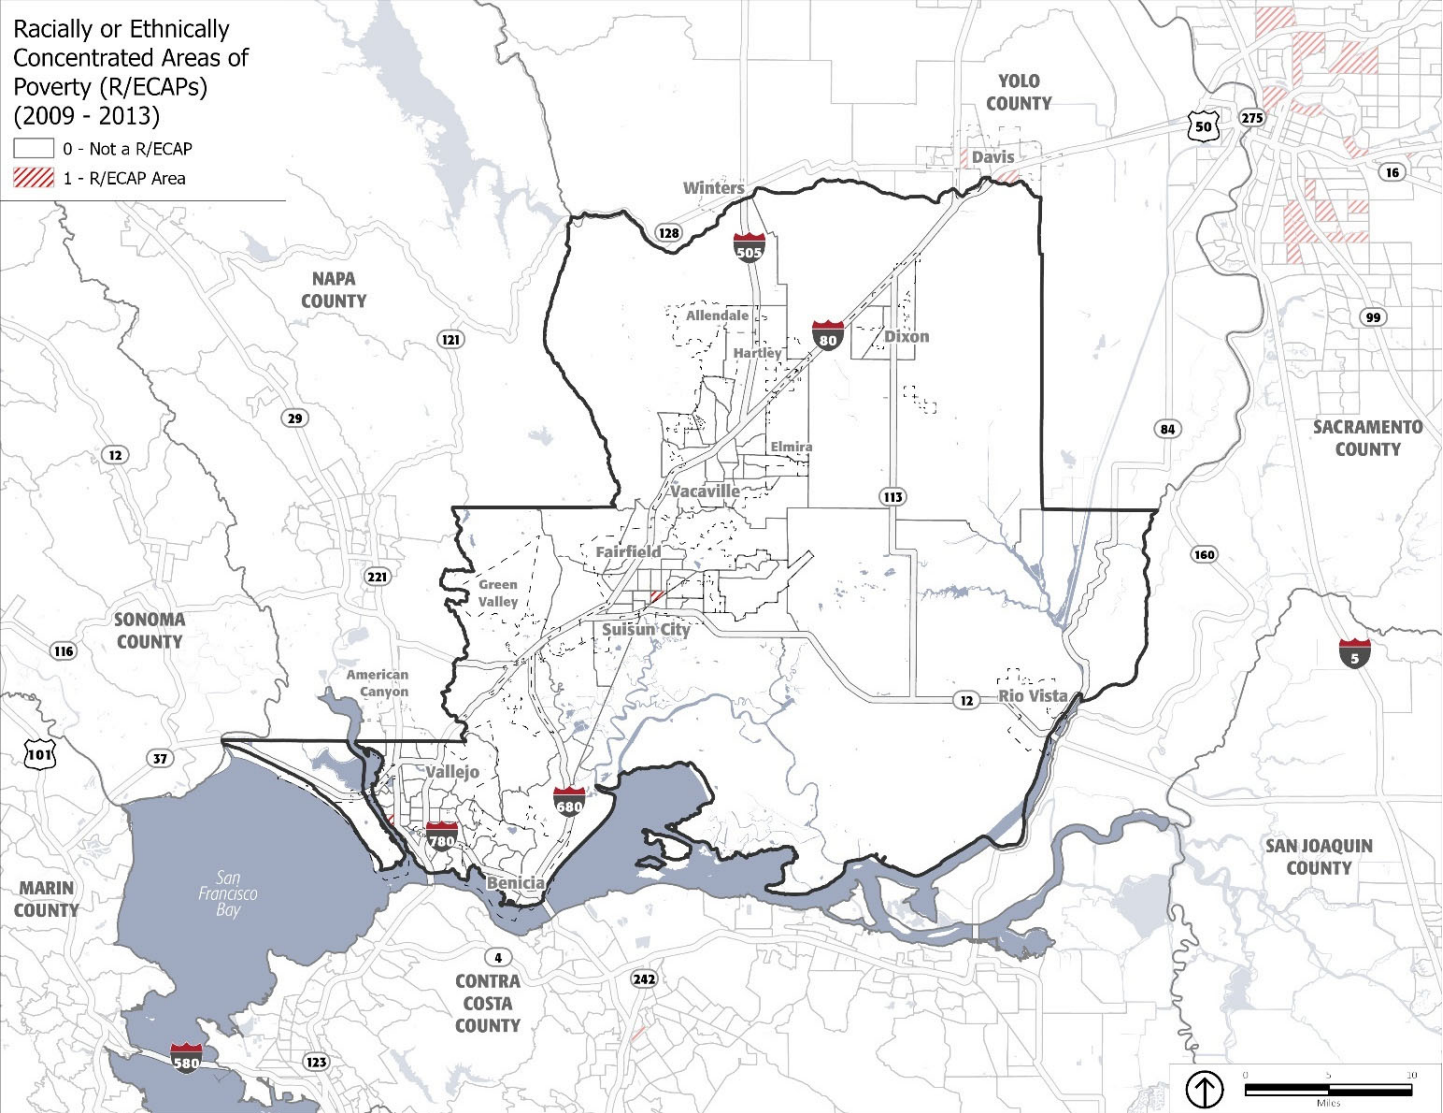 Racially or Ethnically
Concentrated Areas of
Poverty (R/ECAPs)
(2009 - 2013)
0 - Not a R/ECAP
1 - R/ECAP Area
YOLO
COUNTY
50
275
Davis
16
Winters
128
505
NAPA
COUNTY
Allendale
99
80
Dixon
121
Hartley
29
SACRAMENTO
COUNTY
84
12
Elmira
Vacaville
113
Fairfield
160
221
Green
Valley
SONOMA
COUNTY
Suisun City
116
5
American
Canyon
Rio Vista
12
101
37
Vallejo
680
780
SAN JOAQUIN
COUNTY
San
Francisco
Bay
Benicia
MARIN
COUNTY
4
CONTRA
COSTA
COUNTY
242
580
123
0 5 10
Miles